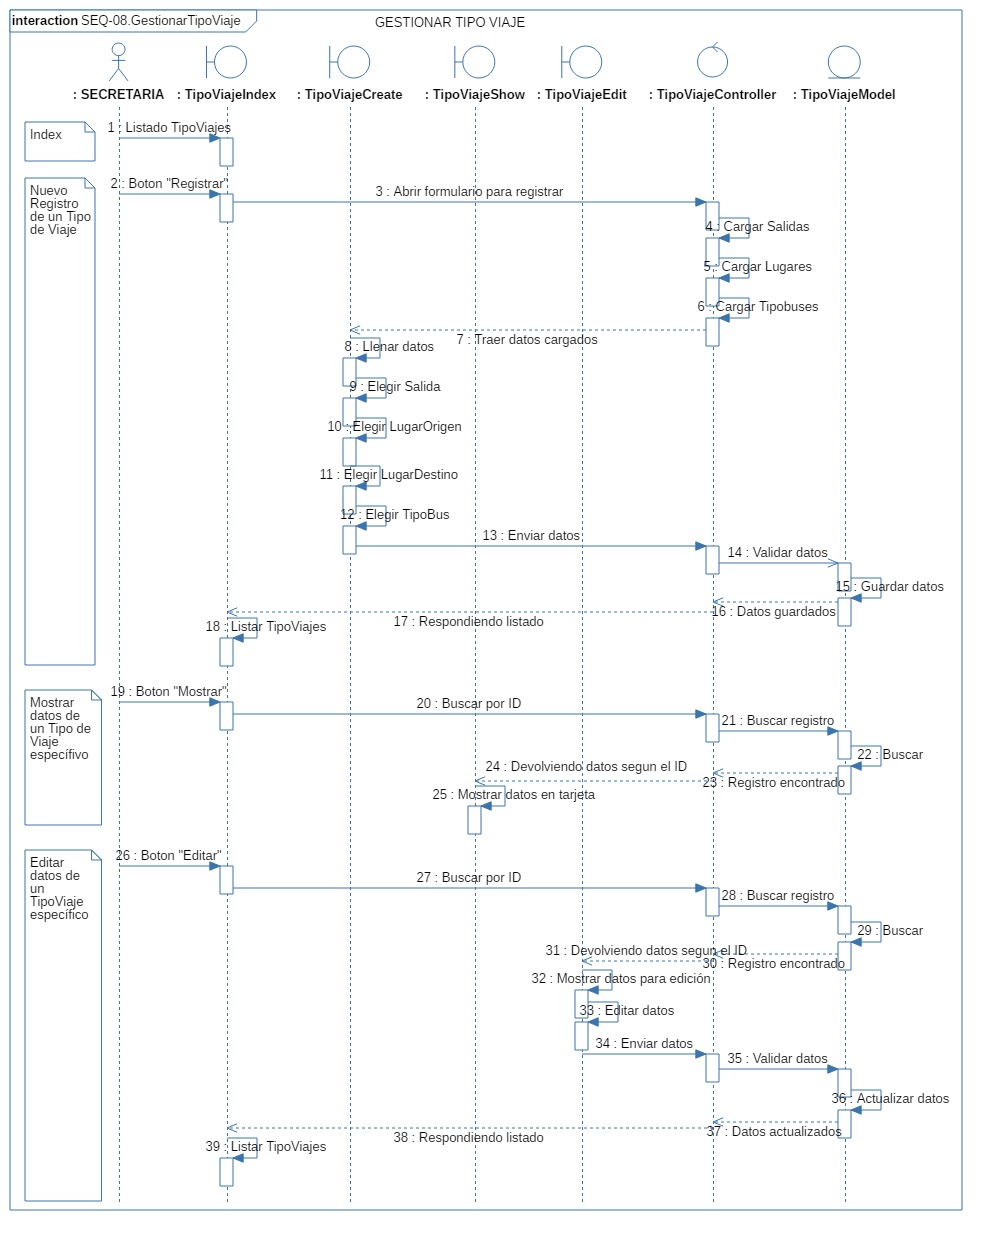 interaction SEQ-08.GestionarTipoViaje
GESTIONAR TIPO VIAJE
: SECRETARIA
: TipoViajeIndex
: TipoViajeCreate
: TipoViajeShow
: TipoViajeEdit
: TipoViajeController
: TipoViajeModel
Index
1 : Listado TipoViajes
Nuevo
Registro
de un Tipo
de Viaje
2 : Boton "Registrar"
3 : Abrir formulario para registrar
4 : Cargar Salidas
5 : Cargar Lugares
6 : Cargar Tipobuses
7 : Traer datos cargados
8 : Llenar datos
9 : Elegir Salida
10 : Elegir LugarOrigen
11 : Elegir LugarDestino
12 : Elegir TipoBus
13 : Enviar datos
14 : Validar datos
15 : Guardar datos
16 : Datos guardados
17 : Respondiendo listado
18 : Listar TipoViajes
Mostrar
datos de
un Tipo de
Viaje
específivo
19 : Boton "Mostrar"
20 : Buscar por ID
21 : Buscar registro
22 : Buscar
23 : Registro encontrado
24 : Devolviendo datos segun el ID
25 : Mostrar datos en tarjeta
Editar
datos de
un
TipoViaje
específico
26 : Boton "Editar"
27 : Buscar por ID
28 : Buscar registro
29 : Buscar
30 : Registro encontrado
31 : Devolviendo datos segun el ID
32 : Mostrar datos para edición
33 : Editar datos
34 : Enviar datos
35 : Validar datos
36 : Actualizar datos
37 : Datos actualizados
38 : Respondiendo listado
39 : Listar TipoViajes